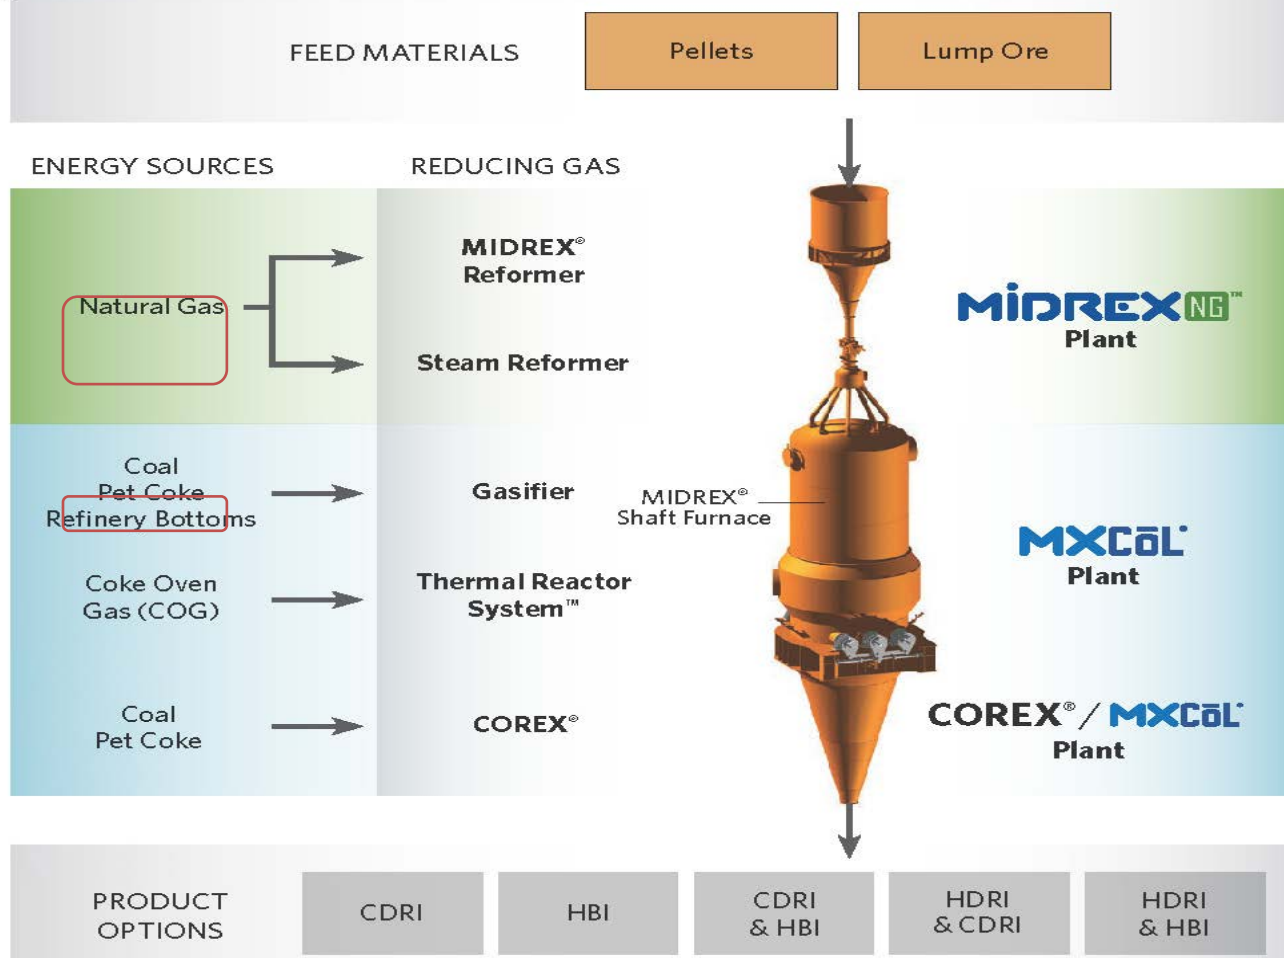 FEED MATERIALS
Pellets
Lump Ore
ENERGY SOURCES
REDUCING GAS
Natural Gas
MIDREX®
Reformer
Steam Reformer
MIDREX NG™
Plant
Coal
Pet Coke
Refinery Bottoms
Gasifier
MIDREX®
Shaft Furnace
MXCōL®
Plant
Coke Oven
Gas (COG)
Thermal Reactor
System™
Coal
Pet Coke
COREX®
COREX® / MXCōL®
Plant
PRODUCT
OPTIONS
CDRI
HBI
CDRI
& HBI
HDRI
& CDRI
HDRI
& HBI